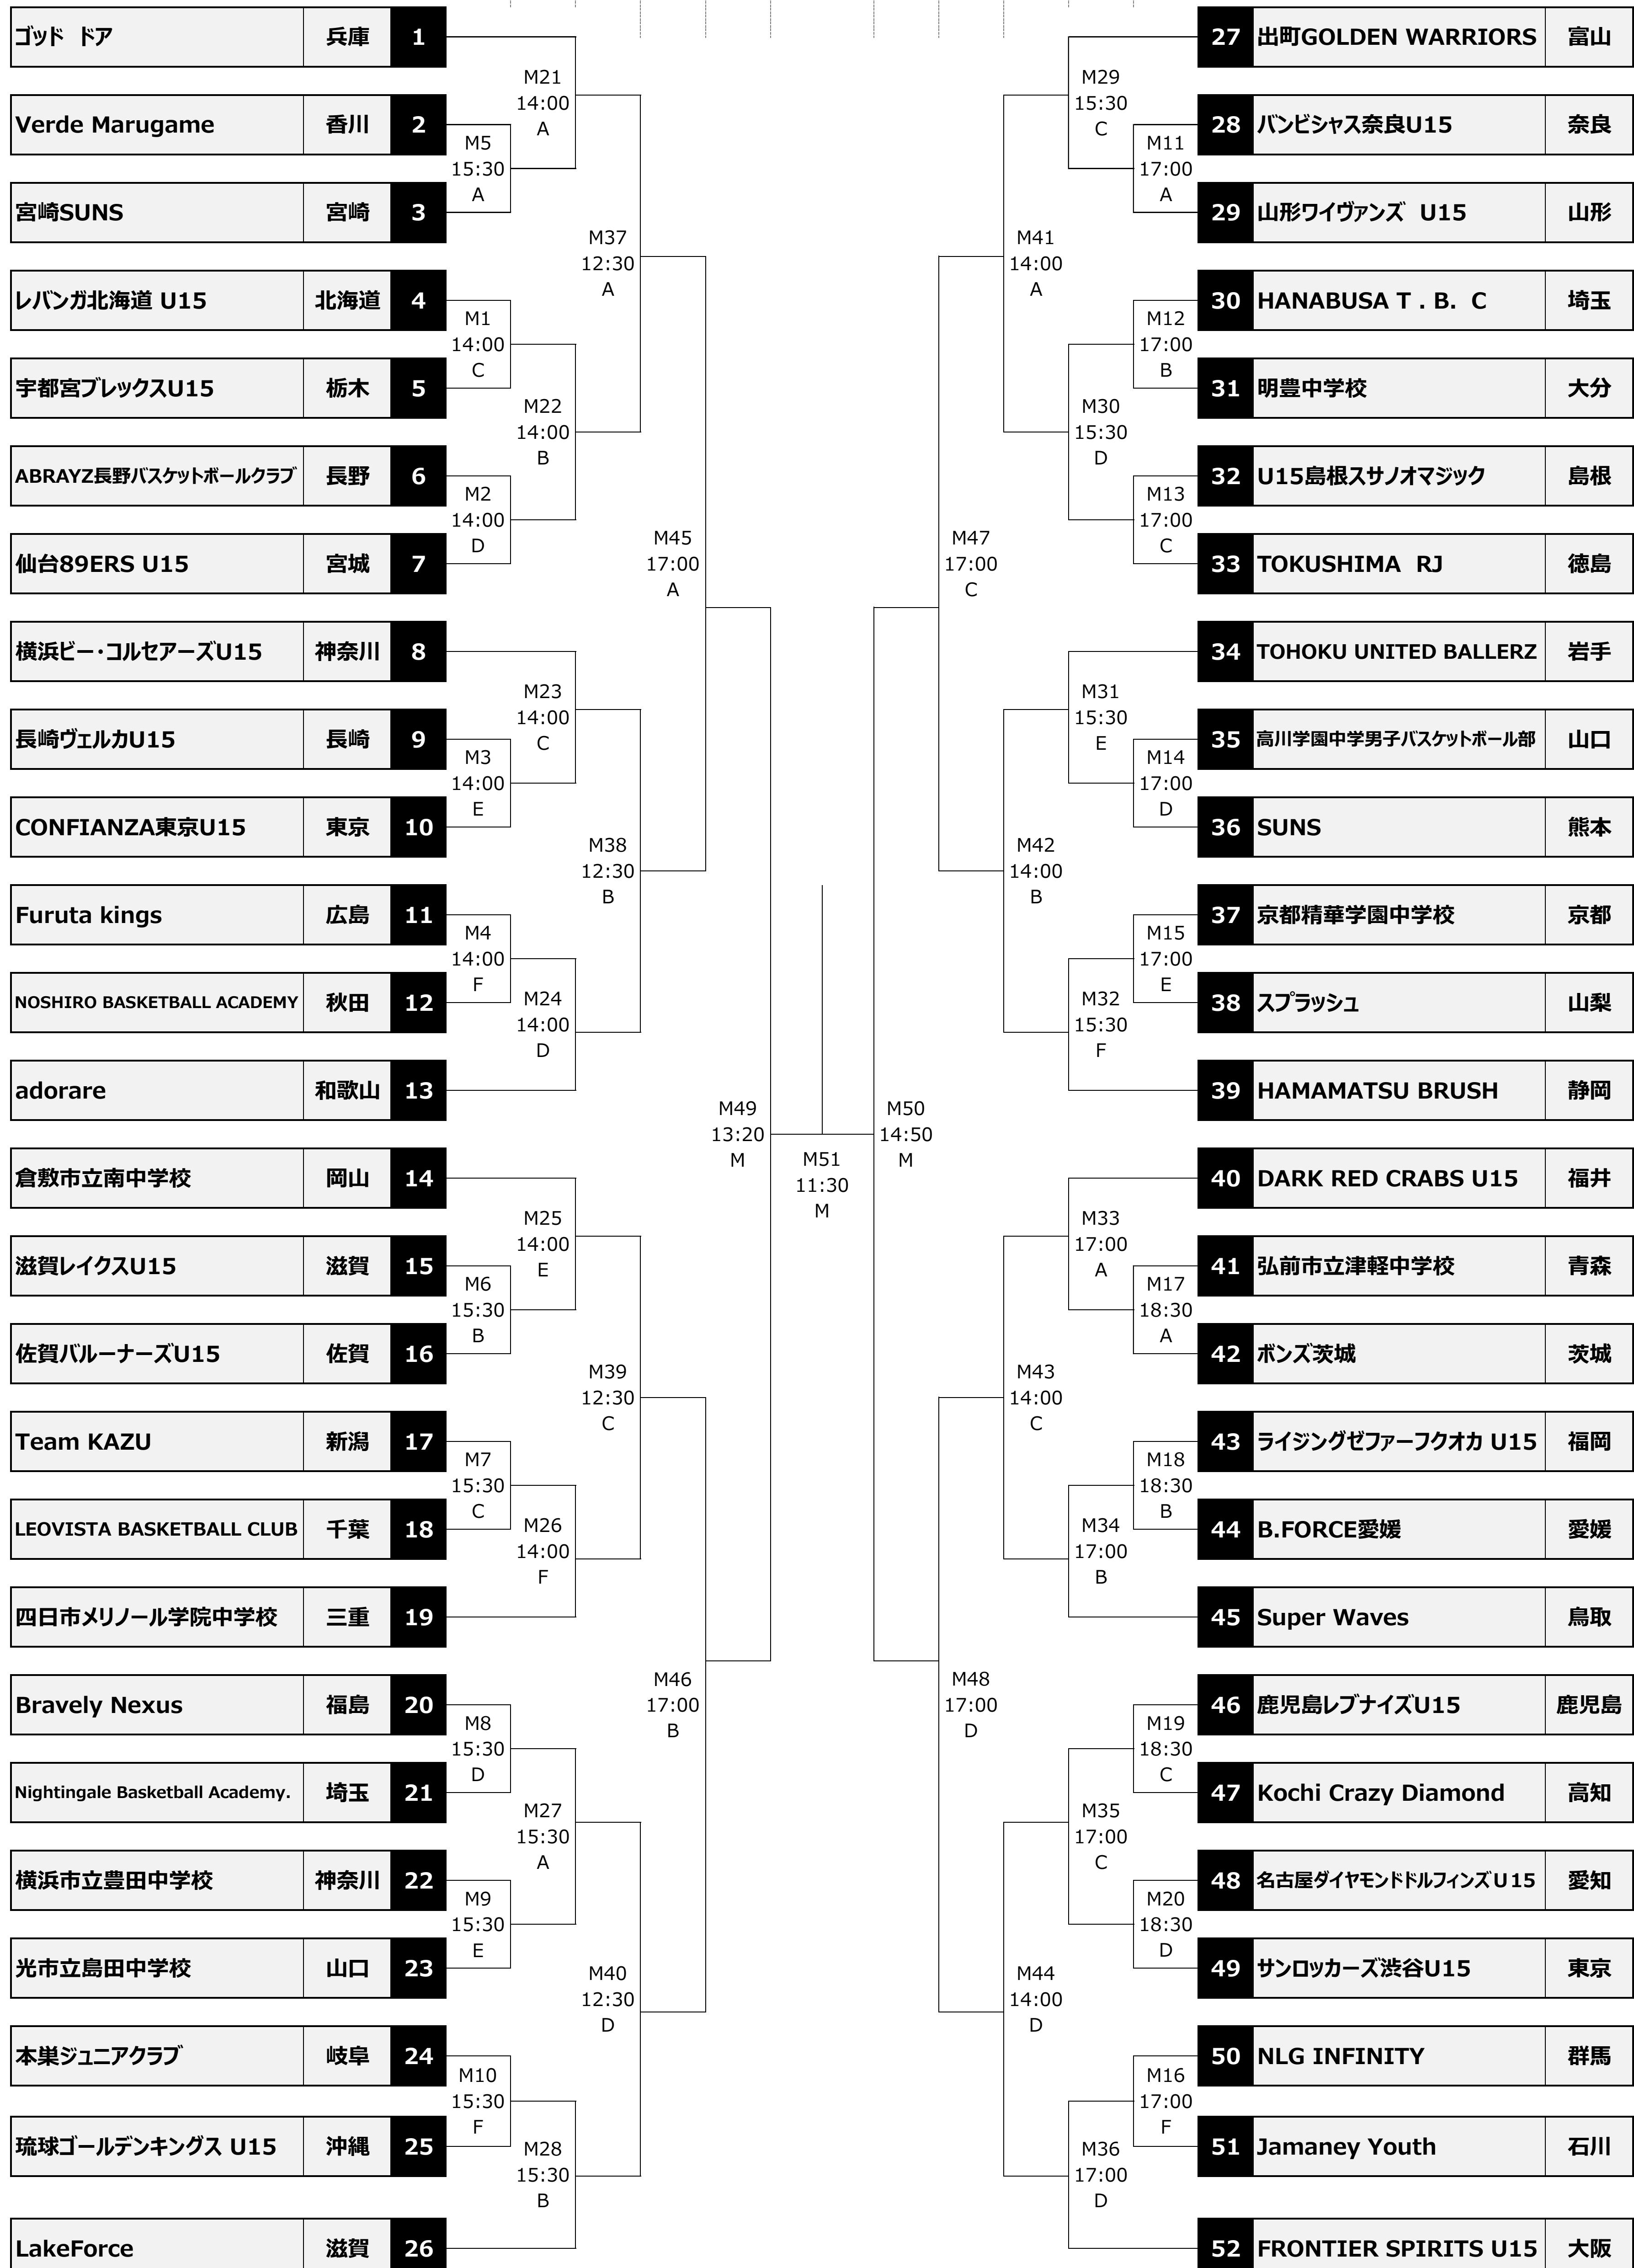 ゴッド ドア 兵庫 1
Verde Marugame 香川 2
宮崎SUNS 宮崎 3
レバンガ北海道 U15 北海道 4
宇都宮ブレックスU15 栃木 5
ABRAYZ長野バスケットボールクラブ 長野 6
仙台89ERS U15 宮城 7
横浜ビー・コルセアーズU15 神奈川 8
長崎ヴェルカU15 長崎 9
CONFIANZA東京U15 東京 10
Furuta kings 広島 11
NOSHIRO BASKETBALL ACADEMY 秋田 12
adorare 和歌山 13
倉敷市立南中学校 岡山 14
滋賀レイクスU15 滋賀 15
佐賀バルーナーズU15 佐賀 16
Team KAZU 新潟 17
LEOVISTA BASKETBALL CLUB 千葉 18
四日市メリノール学院中学校 三重 19
Bravely Nexus 福島 20
Nightingale Basketball Academy. 埼玉 21
横浜市立豊田中学校 神奈川 22
光市立島田中学校 山口 23
本巣ジュニアクラブ 岐阜 24
琉球ゴールデンキングス U15 沖縄 25
LakeForce 滋賀 26
M5
15:30
A
M1
14:00
C
M2
14:00
D
M3
14:00
E
M4
14:00
F
M6
15:30
B
M7
15:30
C
M8
15:30
D
M9
15:30
E
M10
15:30
F
M21
14:00
A
M22
14:00
B
M23
14:00
C
M24
14:00
D
M25
14:00
E
M26
14:00
F
M27
15:30
A
M28
15:30
B
M37
12:30
A
M38
12:30
B
M39
12:30
C
M40
12:30
D
M45
17:00
A
M46
17:00
B
M49
13:20
M
M51
11:30
M
M50
14:50
M
M47
17:00
C
M48
17:00
D
M41
14:00
A
M42
14:00
B
M43
14:00
C
M44
14:00
D
M29
15:30
C
M30
15:30
D
M31
15:30
E
M32
15:30
F
M33
17:00
A
M34
17:00
B
M35
17:00
C
M36
17:00
D
M11
17:00
A
M12
17:00
B
M13
17:00
C
M14
17:00
D
M15
17:00
E
M17
18:30
A
M18
18:30
B
M19
18:30
C
M20
18:30
D
M16
17:00
F
27 出町GOLDEN WARRIORS 富山
28 バンビシャス奈良U15 奈良
29 山形ワイヴァンズ U15 山形
30 HANABUSA T . B. C 埼玉
31 明豊中学校 大分
32 U15島根スサノオマジック 島根
33 TOKUSHIMA RJ 徳島
34 TOHOKU UNITED BALLERZ 岩手
35 高川学園中学男子バスケットボール部 山口
36 SUNS 熊本
37 京都精華学園中学校 京都
38 スプラッシュ 山梨
39 HAMAMATSU BRUSH 静岡
40 DARK RED CRABS U15 福井
41 弘前市立津軽中学校 青森
42 ボンズ茨城 茨城
43 ライジングゼファーフクオカ U15 福岡
44 B.FORCE愛媛 愛媛
45 Super Waves 鳥取
46 鹿児島レブナイズU15 鹿児島
47 Kochi Crazy Diamond 高知
48 名古屋ダイヤモンドドルフィンズU15 愛知
49 サンロッカーズ渋谷U15 東京
50 NLG INFINITY 群馬
51 Jamaney Youth 石川
52 FRONTIER SPIRITS U15 大阪